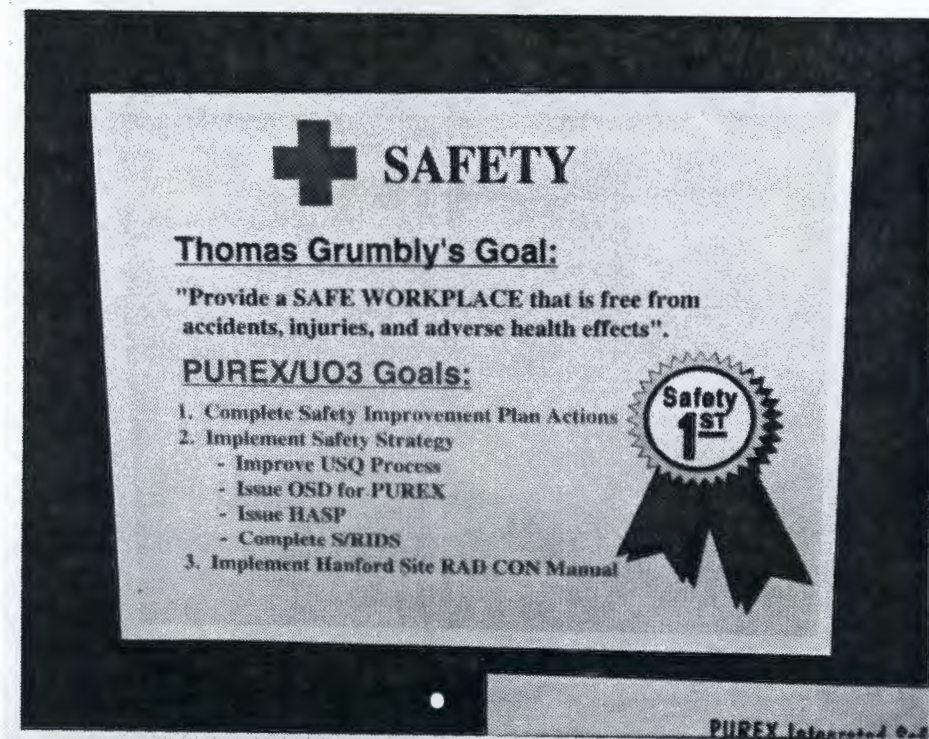 SAFETY
Thomas Grumbly's Goal:
"Provide a SAFE WORKPLACE that is free from
accidents, injuries, and adverse health effects".
PUREX/UO3 Goals:
1. Complete Safety Improvement Plan Actions
2. Implement Safety Strategy
- Improve USQ Process
- Issue OSD for PUREX
- Issue HASP
- Complete S/RIDS
3. Implement Hanford Site RAD CON Manual
Safety
1ST
PUREX Integrated